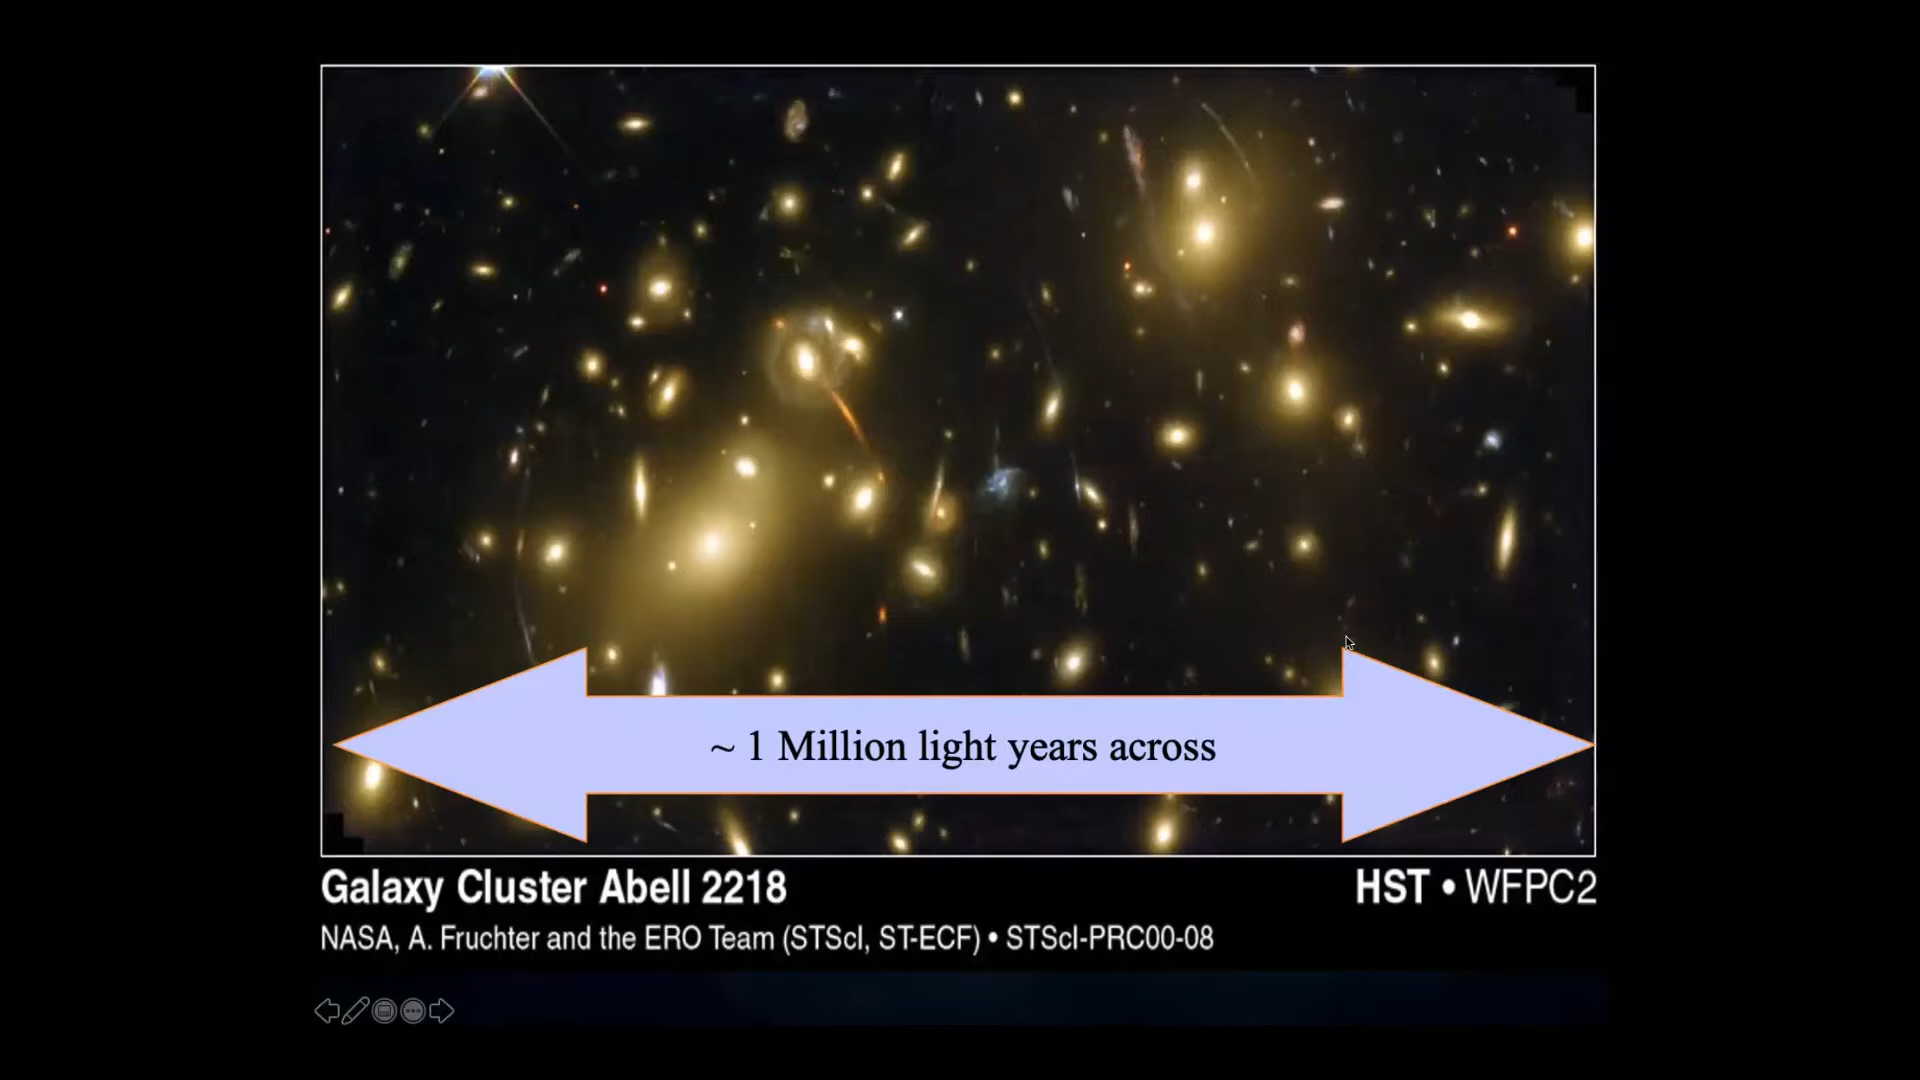 ~ 1 Million light years across
Galaxy Cluster Abell 2218
HST • WFPC2
NASA, A. Fruchter and the ERO Team (STScI, ST-ECF) • STScI-PRC00-08